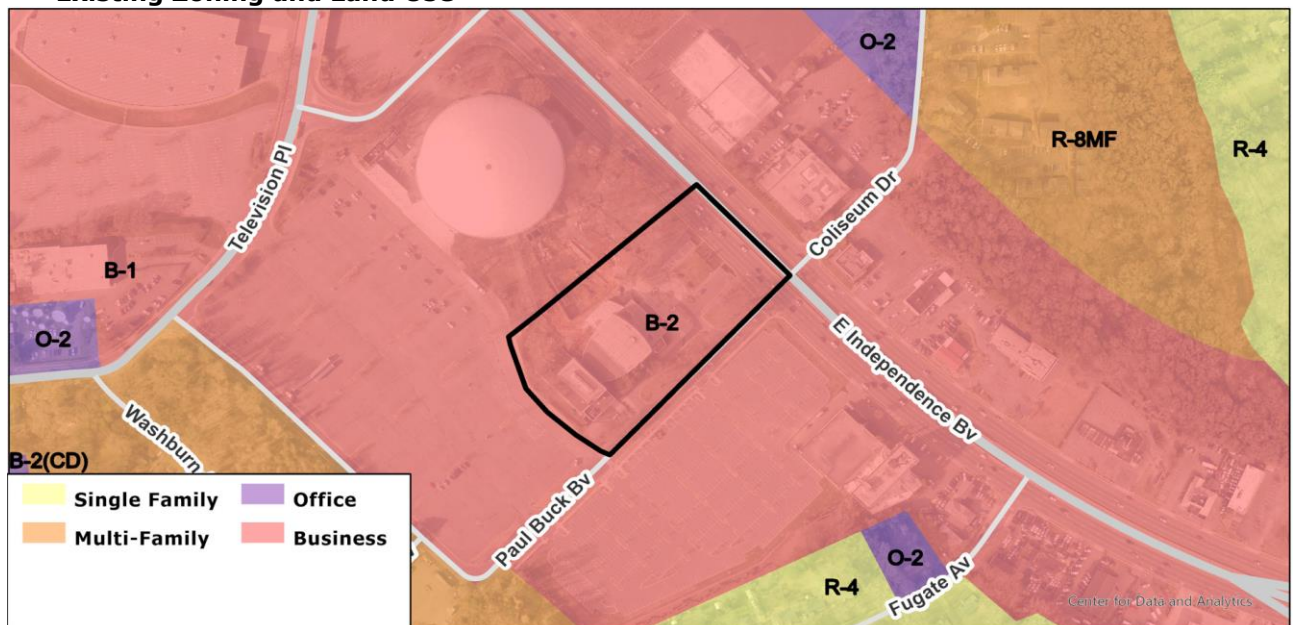 Existing Zoning and Land Use
O-2
R-8MF
R-4
Television Pl
Coliseum Dr
B-1
O-2
B-2
E Independence Bv
Washburn
B-2(CD)
Single Family
Office
Multi-Family
Business
Paul Buck Bv
O-2
R-4
Fugate Av
Center for Data and Analytics